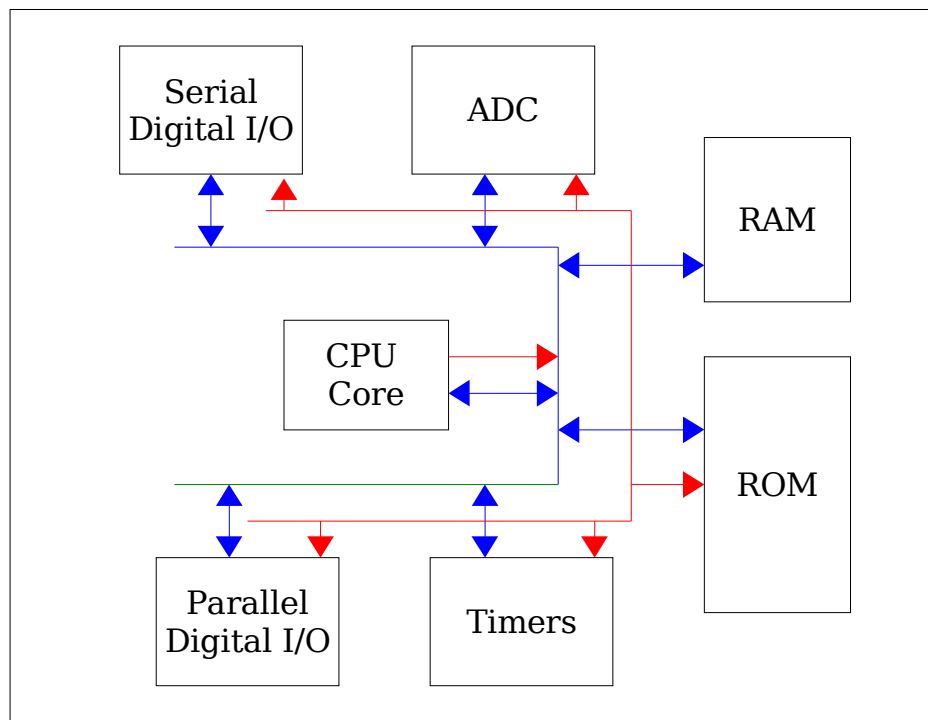 Serial
Digital I/O
ADC
RAM
CPU
Core
ROM
Parallel
Digital I/O
Timers